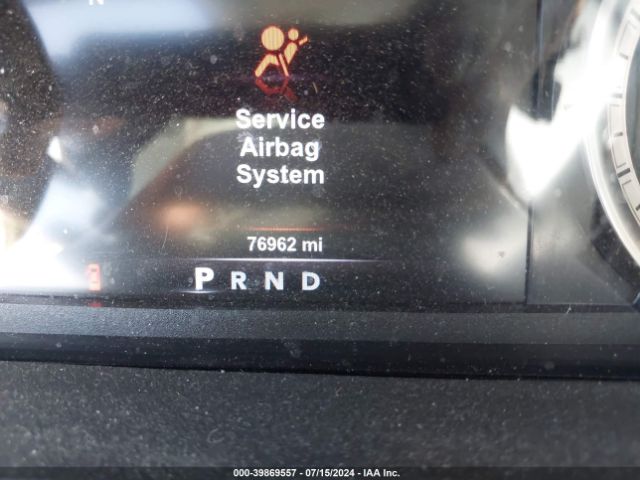 N
Service
Airbag
System
76962 mi
P R N D
000-39869557 - 07/15/2024 - IAA Inc.